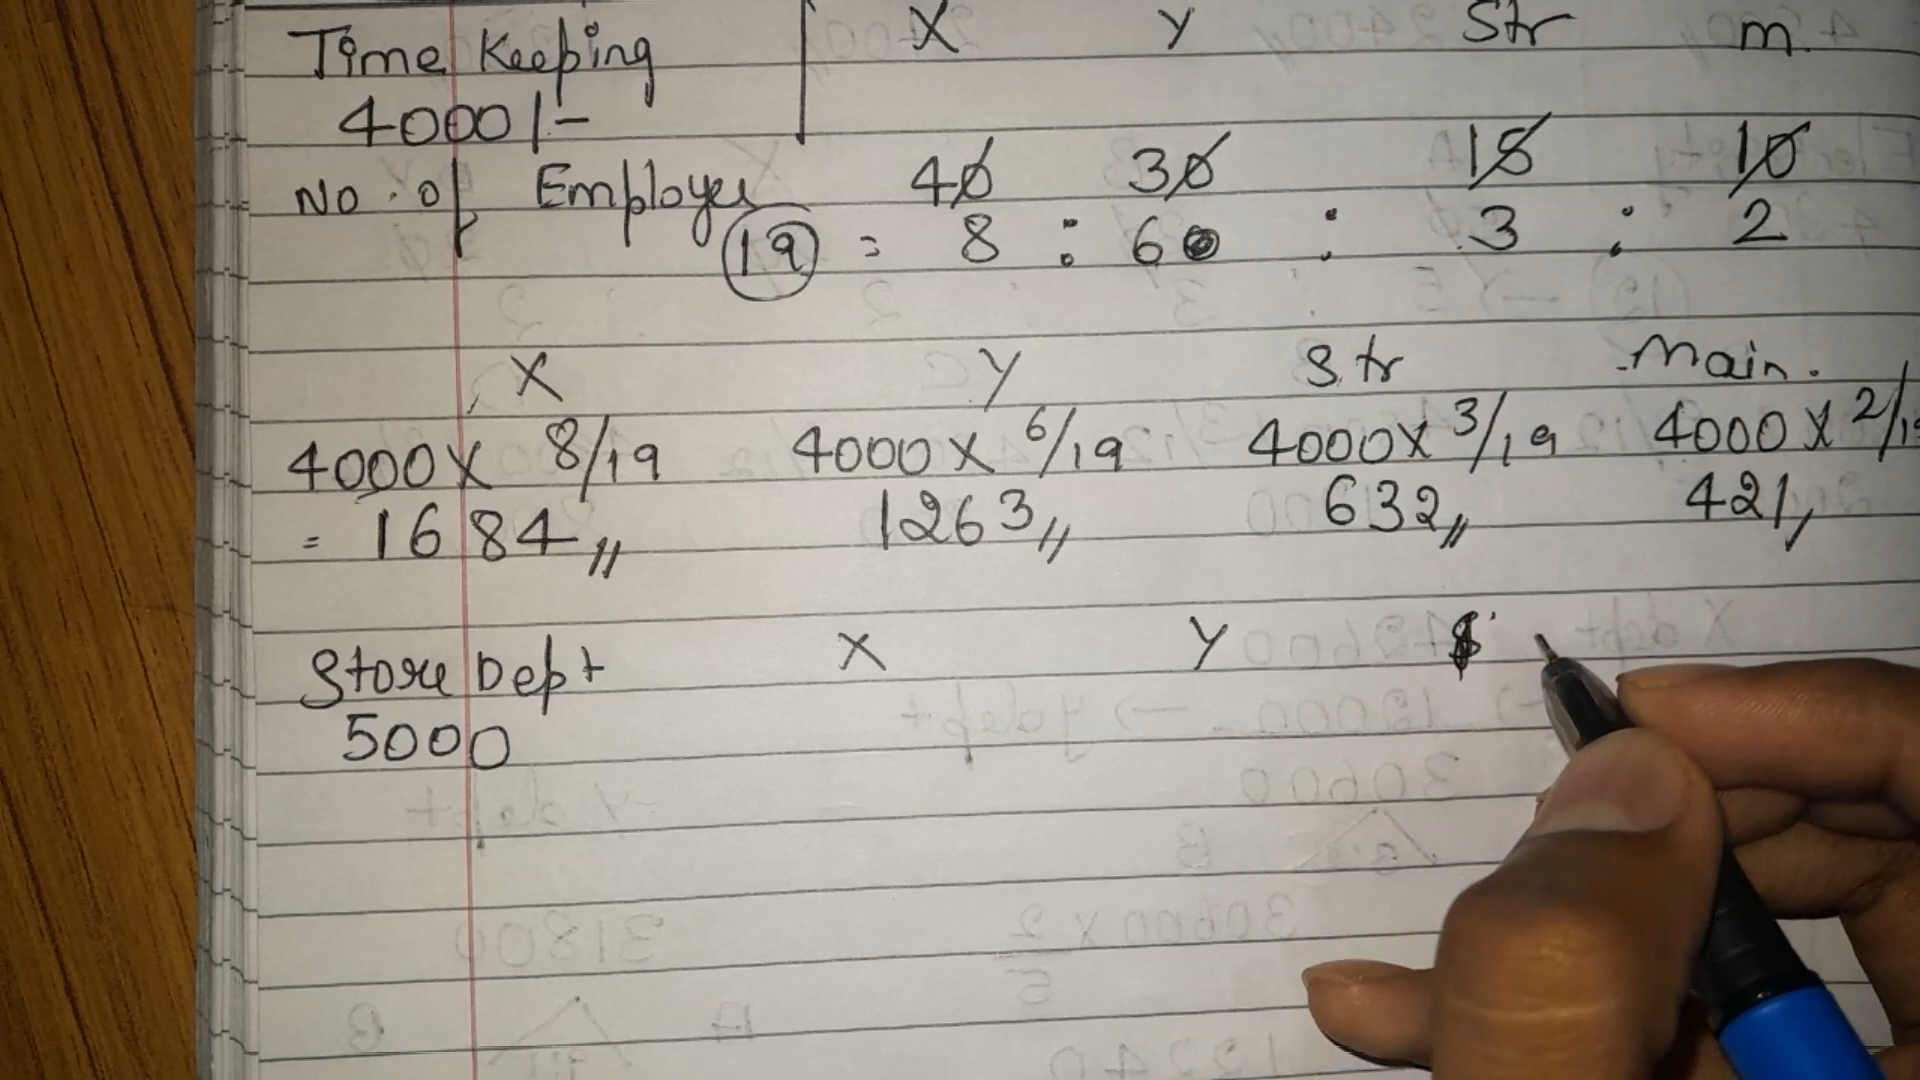 Time Keeping X Y Str m.
4000/-
No. of Employes 40 30 15 10
19 = 8 : 6 : 3 : 2
X Y Str Main.
4000 X 8/19 4000 X 6/19 4000 X 3/19 4000 X 2/19
= 1684,, 1263,, 632,, 421,
Store Dept X Y
5000